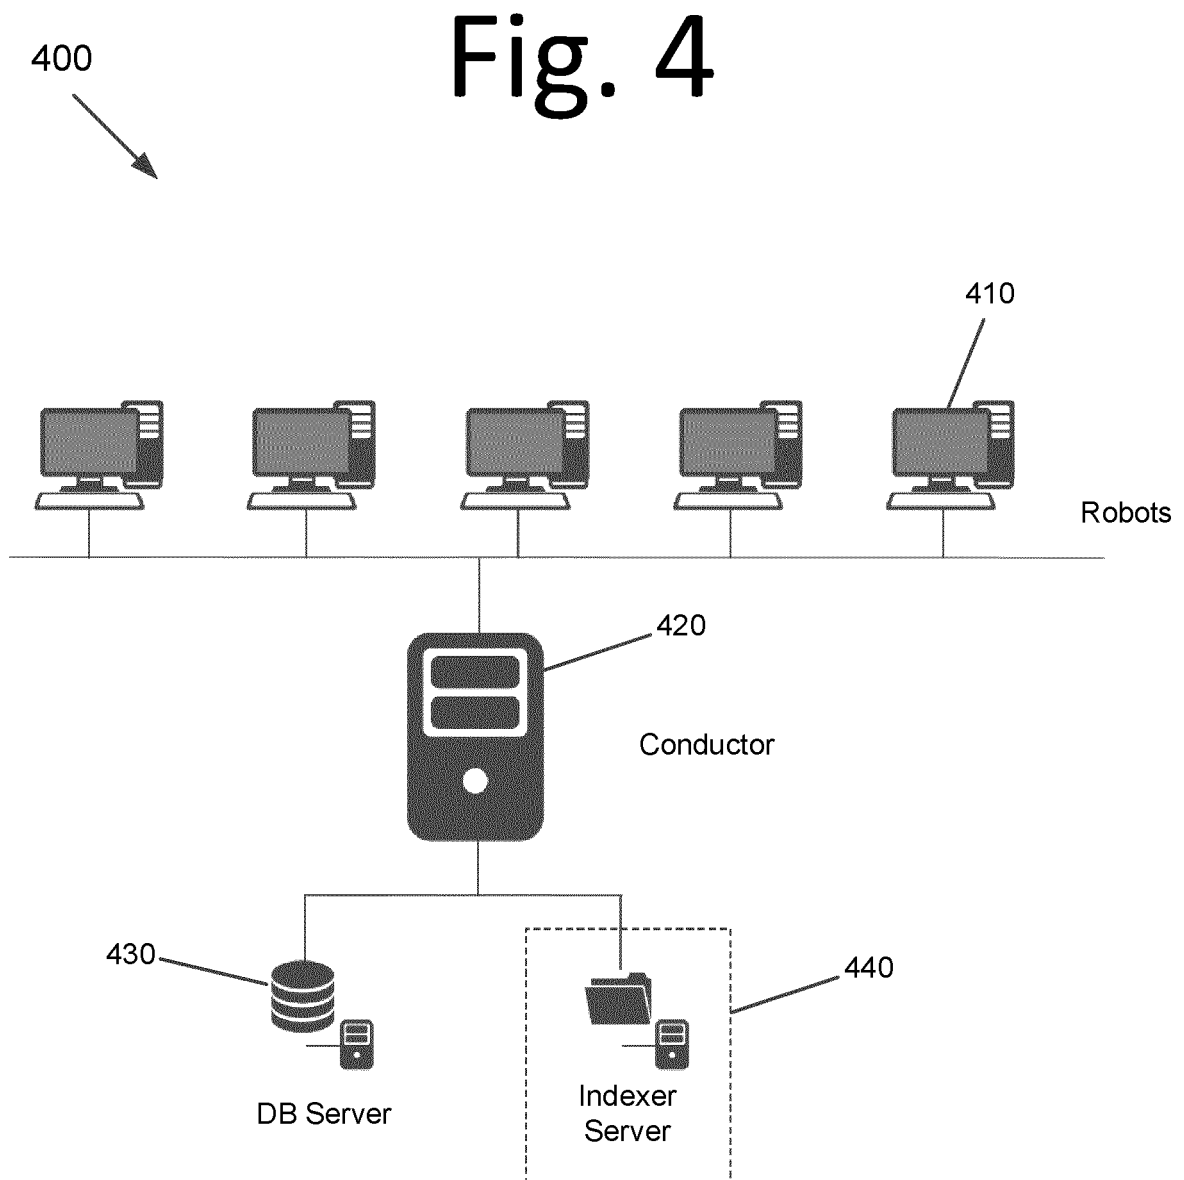 Fig. 4
400
410
Robots
420
Conductor
430
440
DB Server
Indexer
Server